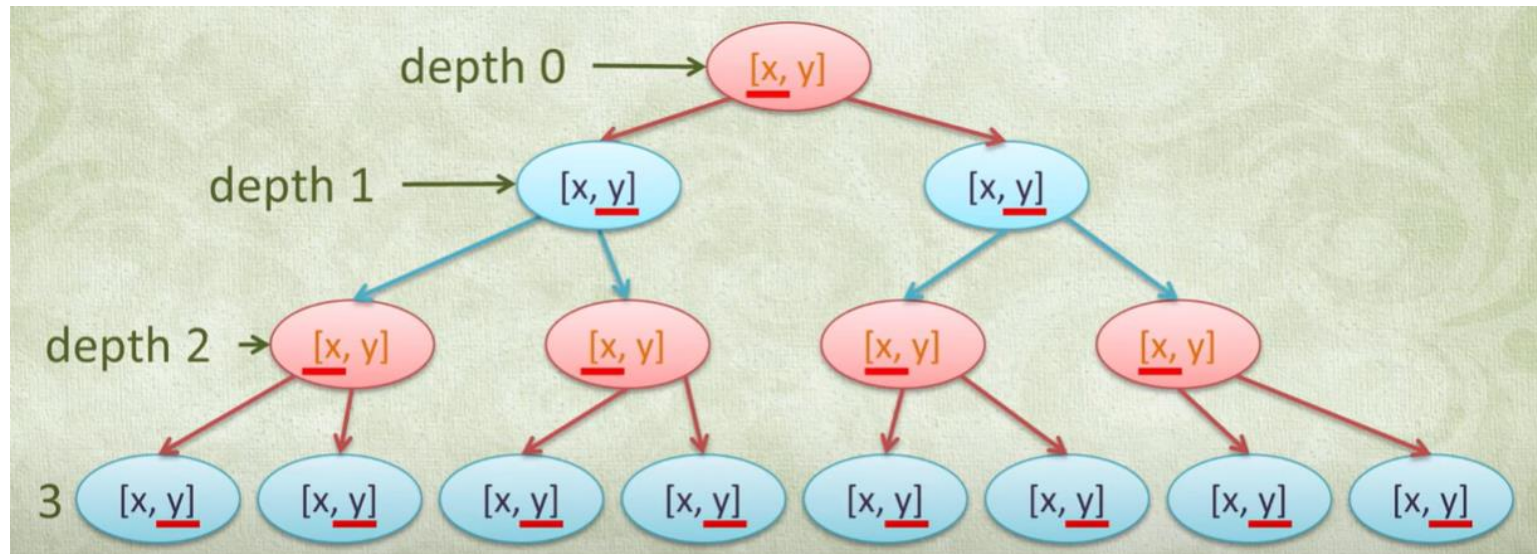 depth 0 [x, y]
depth 1 [x, y] [x, y]
depth 2 [x, y] [x, y] [x, y] [x, y]
3 [x, y] [x, y] [x, y] [x, y] [x, y] [x, y] [x, y] [x, y]